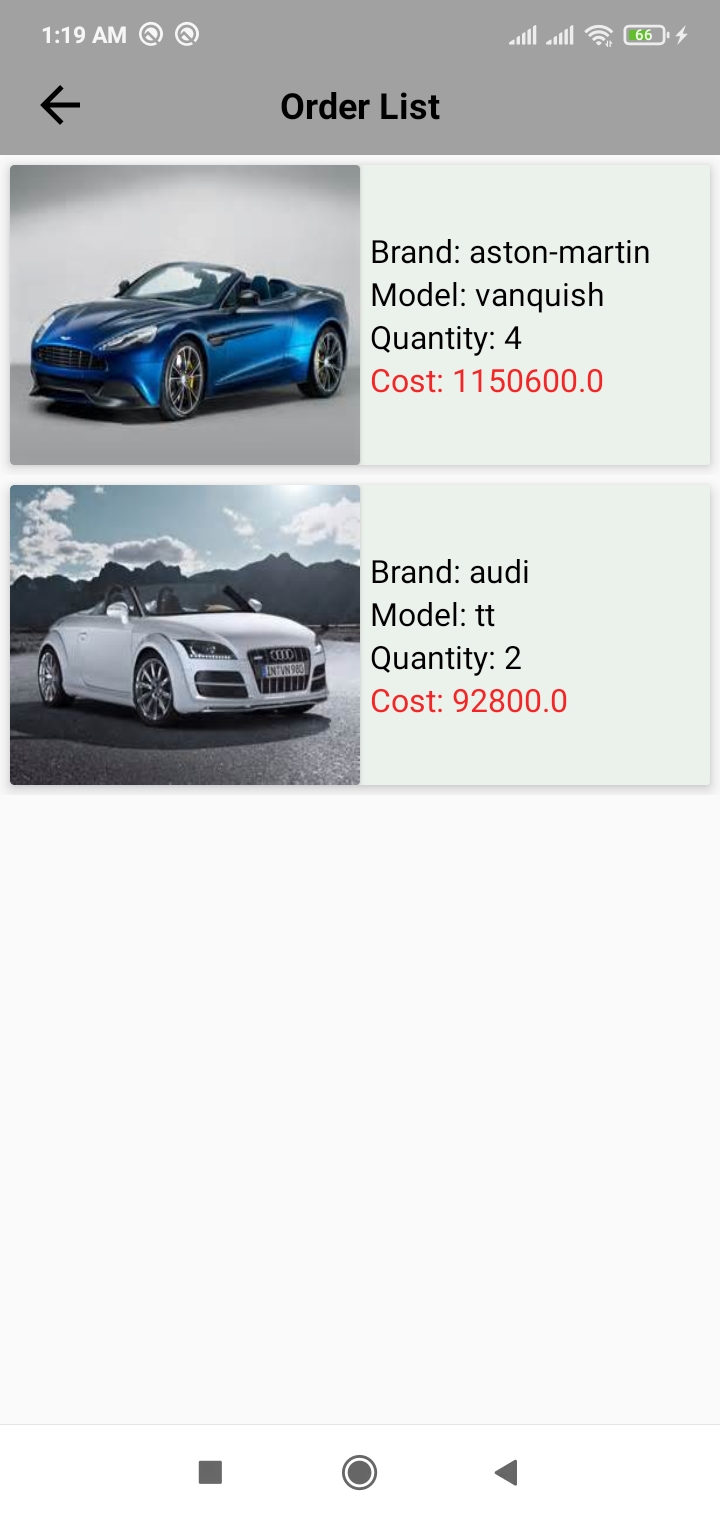 1:19 AM
66
Order List
Brand: aston-martin
Model: vanquish
Quantity: 4
Cost: 1150600.0
Brand: audi
Model: tt
Quantity: 2
Cost: 92800.0
IN·VN 980